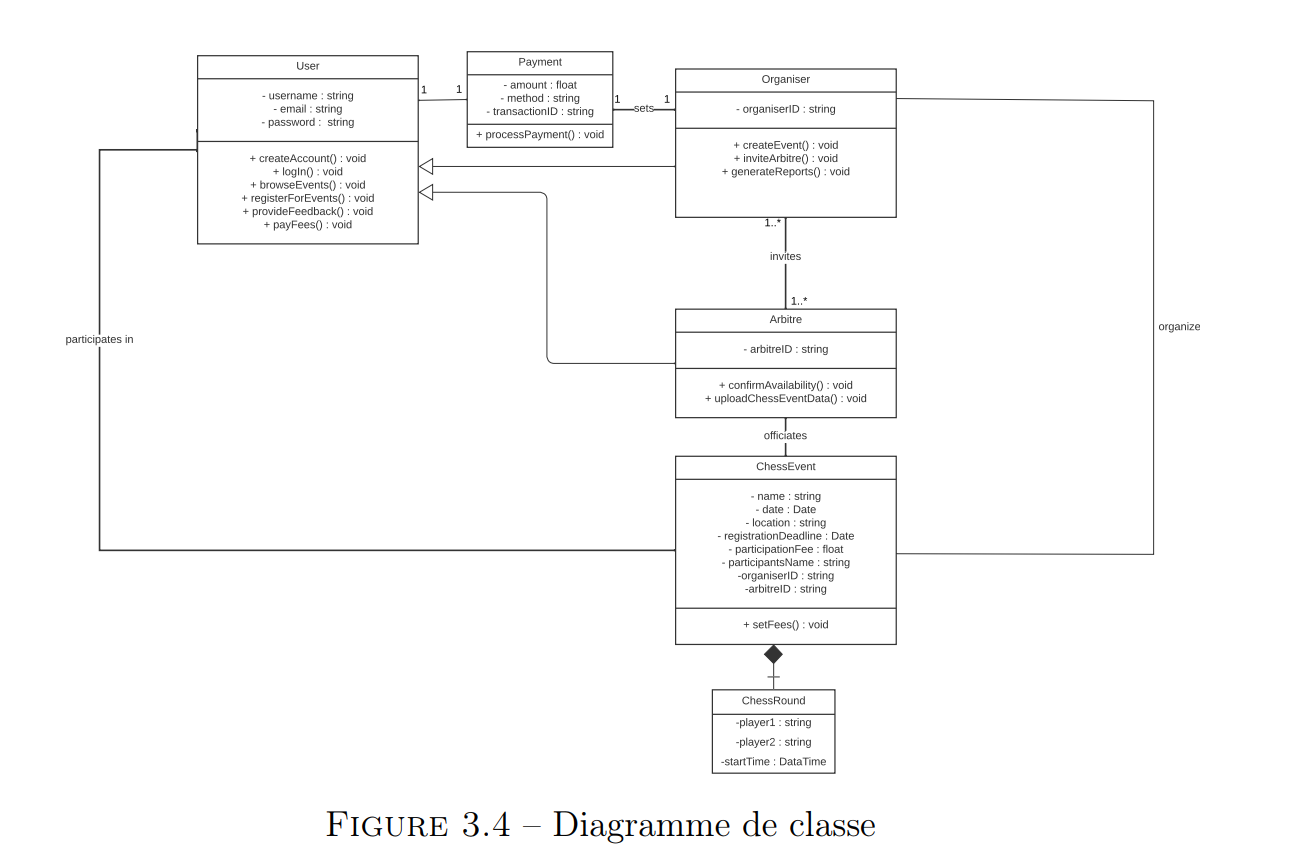 User
- username : string
- email : string
- password :  string
+ createAccount() : void
+ logIn() : void
+ browseEvents() : void
+ registerForEvents() : void
+ provideFeedback() : void
+ payFees() : void
1
1
Payment
- amount : float
- method : string
- transactionID : string
+ processPayment() : void
1
sets
1
Organiser
- organiserID : string
+ createEvent() : void
+ inviteArbitre() : void
+ generateReports() : void
1..*
invites
1..*
organize
participates in
Arbitre
- arbitreID : string
+ confirmAvailability() : void
+ uploadChessEventData() : void
officiates
ChessEvent
- name : string
- date : Date
- location : string
- registrationDeadline : Date
- participationFee : float
- participantsName : string
-organiserID : string
-arbitreID : string
+ setFees() : void
ChessRound
-player1 : string
-player2 : string
-startTime : DataTime
FIGURE 3.4 – Diagramme de classe